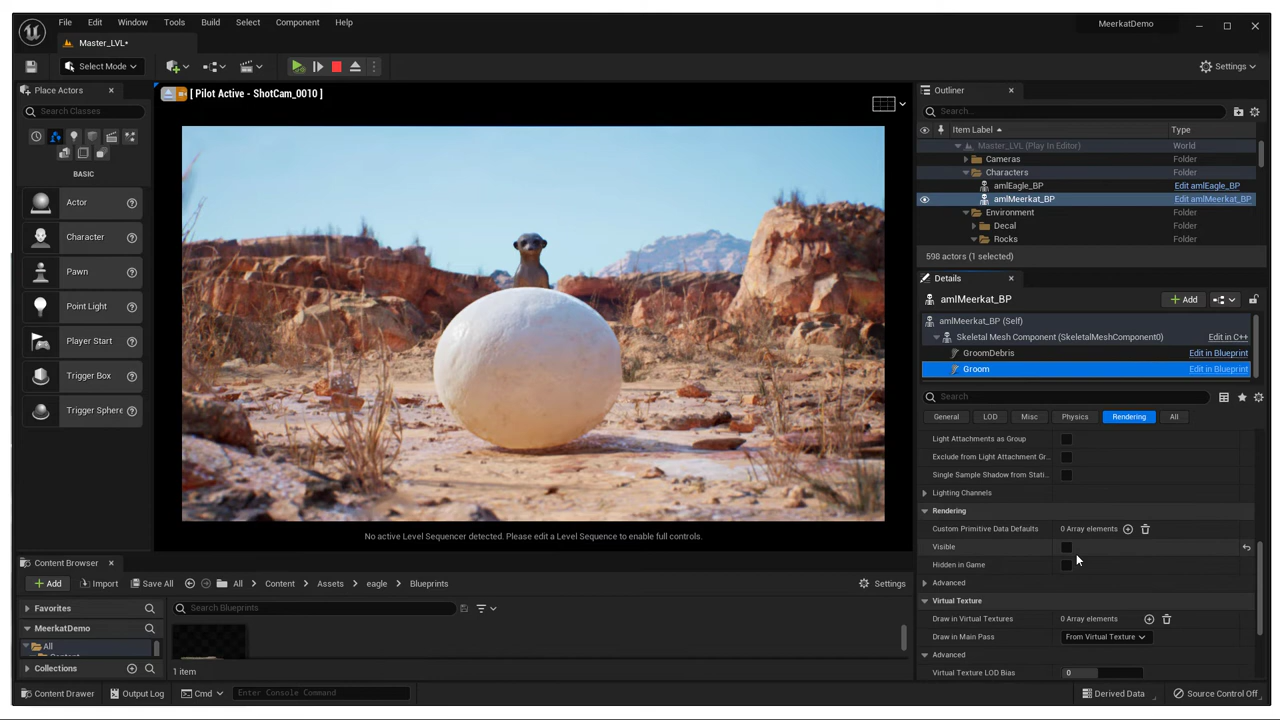 File Edit Window Tools Build Select Component Help MeerkatDemo
Master_LVL•
Select Mode Settings
Place Actors
Search Classes
BASIC
Actor
Character
Pawn
Point Light
Player Start
Trigger Box
Trigger Sphere
[ Pilot Active - ShotCam_0010 ]
No active Level Sequencer detected. Please edit a Level Sequence to enable full controls.
Outliner
Search...
Item Label Type
Master_LVL (Play In Editor) World
Cameras Folder
Characters Folder
amlEagle_BP Edit amlEagle_BP
amlMeerkat_BP Edit amlMeerkat_BP
Environment Folder
Decal Folder
Rocks Folder
598 actors (1 selected)
Details
amlMeerkat_BP Add
amlMeerkat_BP (Self)
Skeletal Mesh Component (SkeletalMeshComponent0) Edit in C++
GroomDebris Edit in Blueprint
Groom Edit in Blueprint
Search
General LOD Misc Physics Rendering All
Light Attachments as Group
Exclude from Light Attachment Gr...
Single Sample Shadow from Stati...
Lighting Channels
Rendering
Custom Primitive Data Defaults 0 Array elements
Visible
Hidden in Game
Advanced
Virtual Texture
Draw in Virtual Textures 0 Array elements
Draw in Main Pass From Virtual Texture
Advanced
Virtual Texture LOD Bias 0
Content Browser
Add Import Save All All Content Assets eagle Blueprints Settings
Favorites
MeerkatDemo
All
Collections
Search Blueprints
1 item
Content Drawer Output Log Cmd Enter Console Command Derived Data Source Control Off